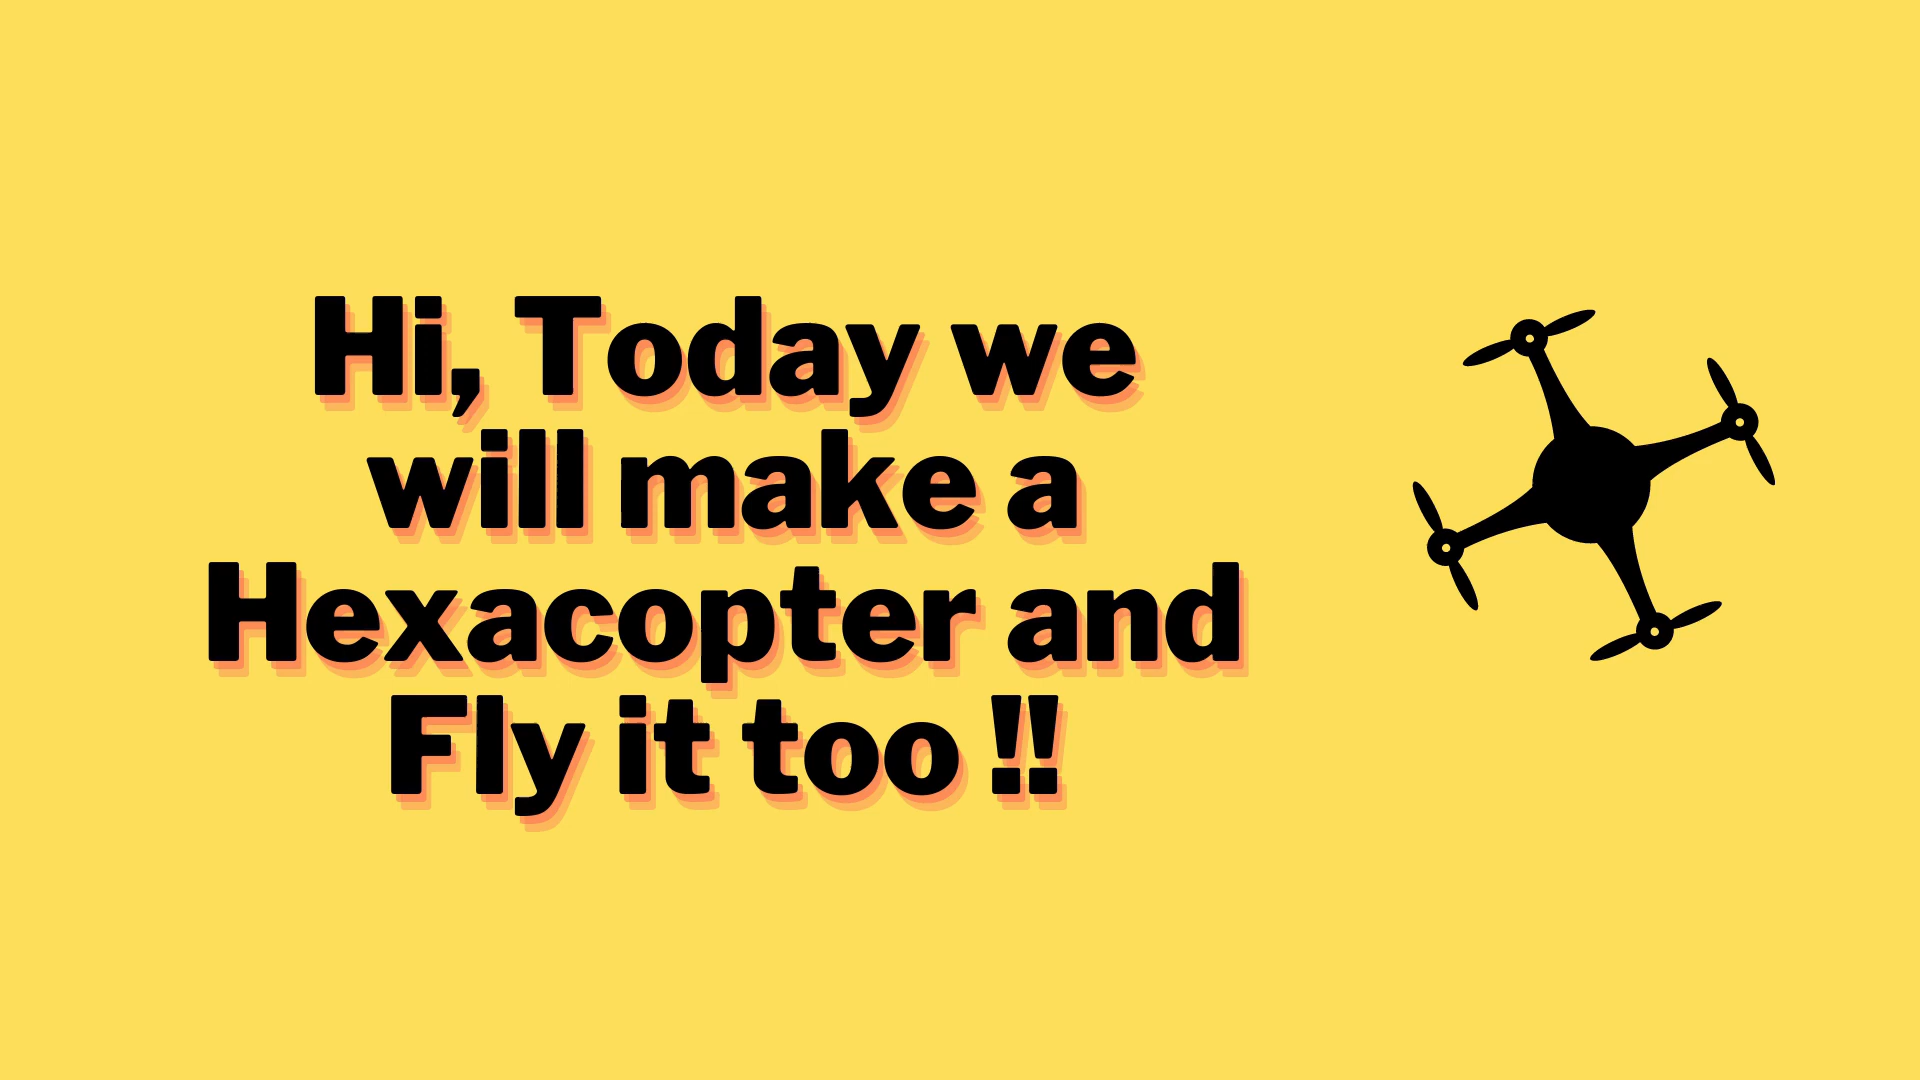 Hi, Today we
will make a
Hexacopter and
Fly it too !!